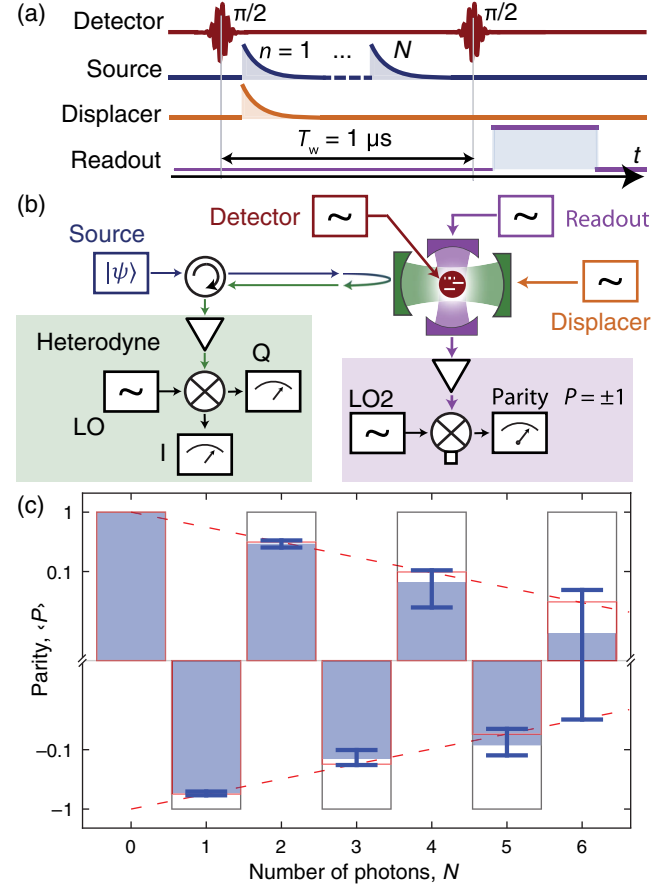 (a)
Detector
π/2
π/2
n = 1 ... N
Source
Displacer
T_w = 1 μs
Readout
t
(b)
Detector
~
~
Readout
Source
|ψ⟩
~
Displacer
Heterodyne
Q
~
LO
I
LO2
~
Parity
P = ±1
(c)
1
0.1
−0.1
−1
Parity, ‹P›
0 1 2 3 4 5 6
Number of photons, N